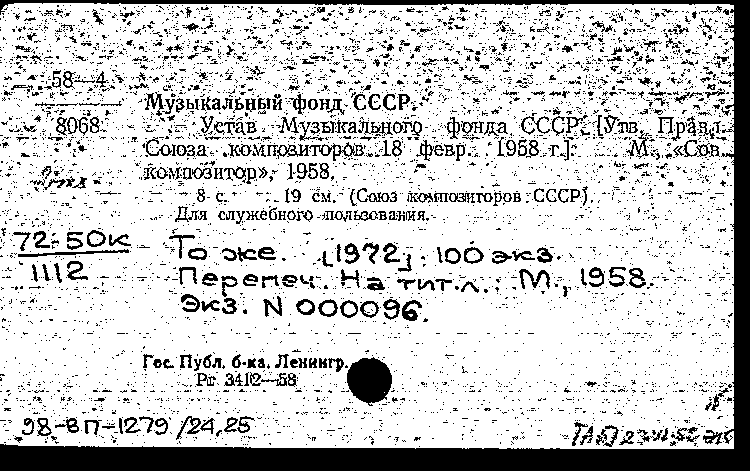 58—4
Музыкальный фонд СССР.
8068
Устав Музыкального фонда СССР. [Утв. Правл.
Союза композиторов 18 февр. 1958 г.]. М., «Сов.
композитор», 1958.
8 с. 19 см. (Союз композиторов СССР).
Для служебного пользования.
72-50к
1112
То же. [1972]. 100 экз.
Перепеч. На тит.л.: М., 1958.
Экз. N 000096.
Гос. Публ. б-ка. Ленингр.
Рг 3412—58
98-8П-1279/24,25